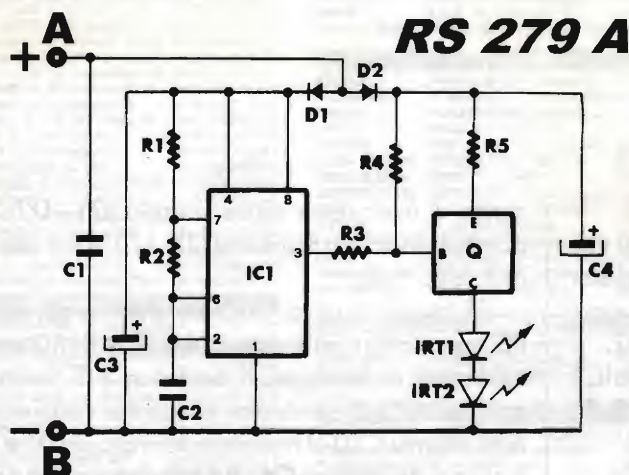 RS 279 A
+ A
D2
D1
R1
R4
R5
4
8
E
7
R2
R3
3
B
Q
C1
IC1
C4
+
6
C
2
1
IRT1
C3
+
C2
IRT2
- B